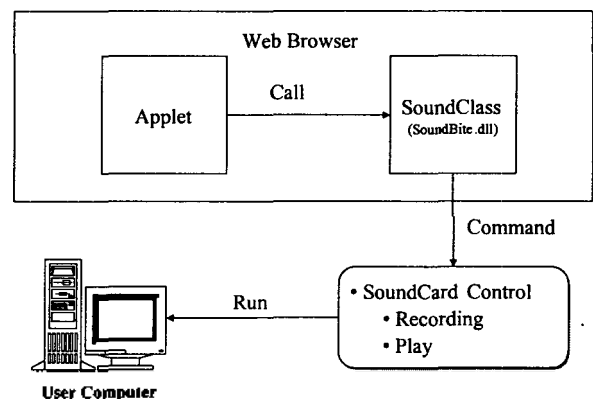 Web Browser
Applet
Call
SoundClass
(SoundBite.dll)
Command
• SoundCard Control
• Recording
• Play
Run
User Computer